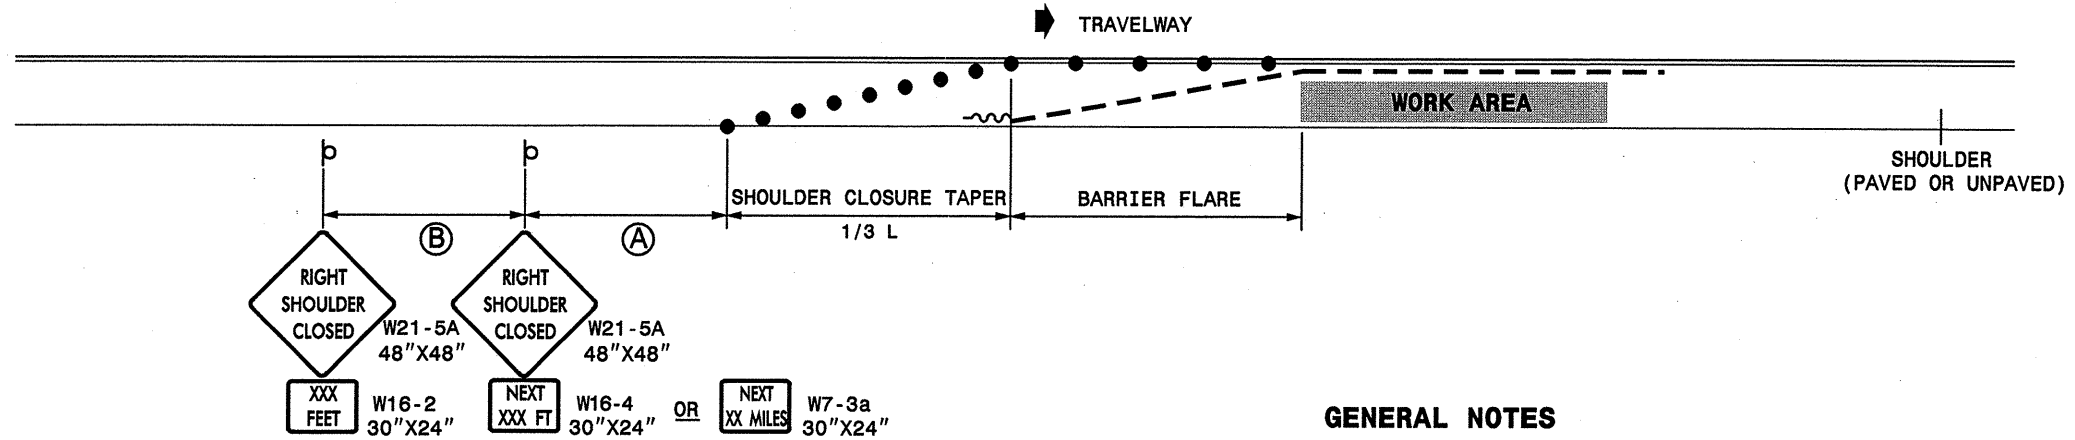 TRAVELWAY
WORK AREA
SHOULDER
(PAVED OR UNPAVED)
SHOULDER CLOSURE TAPER
1/3 L
BARRIER FLARE
B
A
RIGHT
SHOULDER
CLOSED
W21-5A
48"X48"
XXX
FEET
W16-2
30"X24"
RIGHT
SHOULDER
CLOSED
W21-5A
48"X48"
NEXT
XXX FT
W16-4
30"X24"
OR
NEXT
XX MILES
W7-3a
30"X24"
GENERAL NOTES